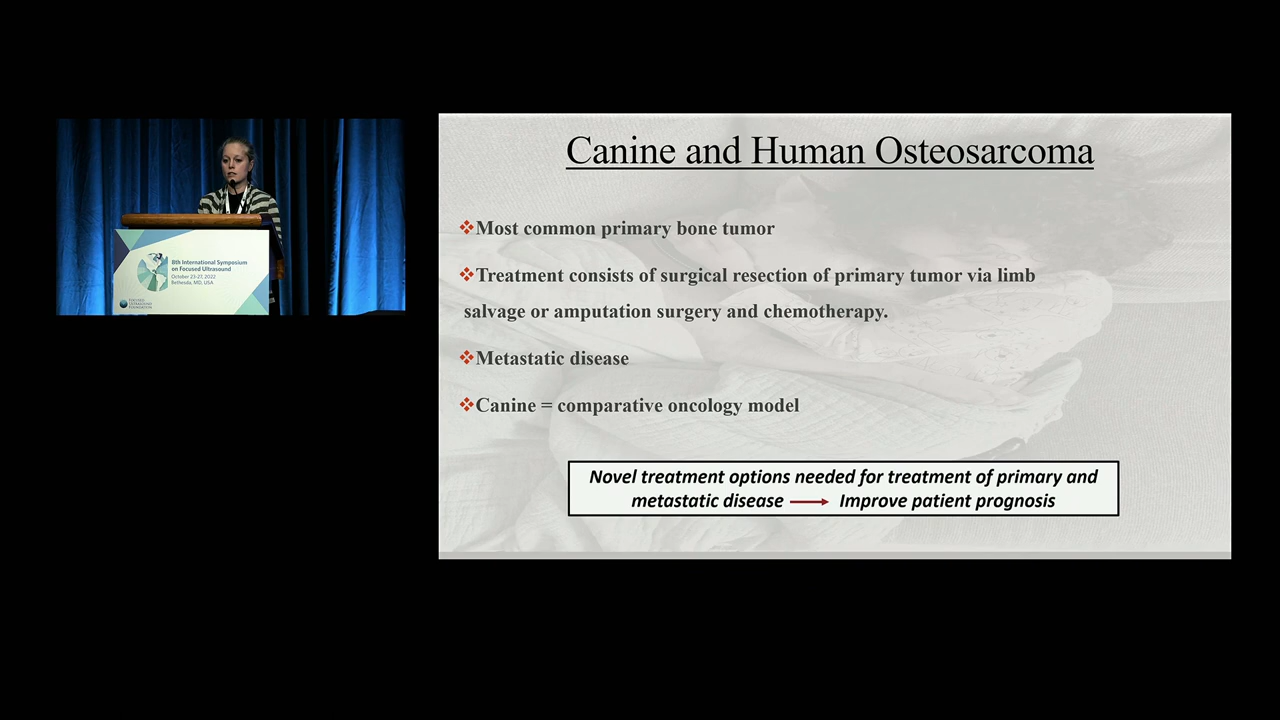 Canine and Human Osteosarcoma
❖Most common primary bone tumor
❖Treatment consists of surgical resection of primary tumor via limb
salvage or amputation surgery and chemotherapy.
❖Metastatic disease
❖Canine = comparative oncology model
Novel treatment options needed for treatment of primary and
metastatic disease → Improve patient prognosis
8th International Symposium
on Focused Ultrasound
October 23-27, 2022
Bethesda, MD, USA
FOCUSED
ULTRASOUND
FOUNDATION